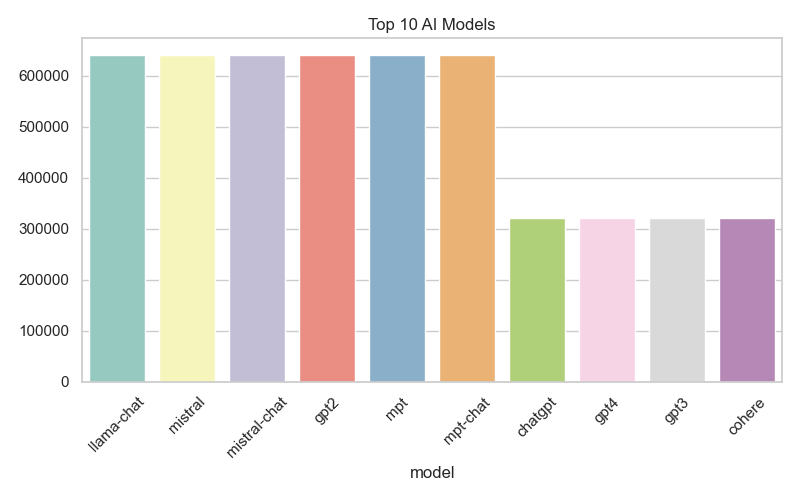 Top 10 AI Models
600000
500000
400000
300000
200000
100000
0
llama-chat
mistral
mistral-chat
gpt2
mpt
mpt-chat
chatgpt
gpt4
gpt3
cohere
model